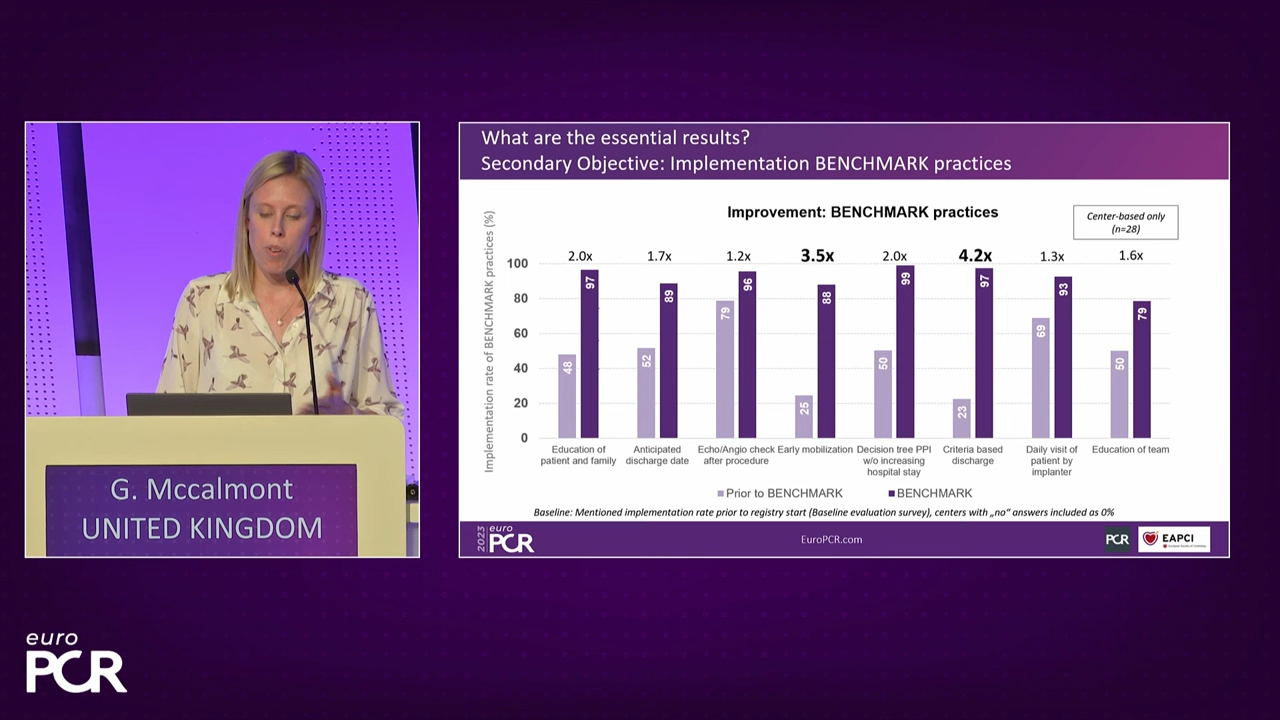 What are the essential results?
Secondary Objective: Implementation BENCHMARK practices
Improvement: BENCHMARK practices
Center-based only
(n=28)
Implementation rate of BENCHMARK practices (%)
2.0x 1.7x 1.2x 3.5x 2.0x 4.2x 1.3x 1.6x
100
80
60
40
20
0
48 97 52 89 79 96 25 88 50 99 23 97 69 93 50 79
Education of patient and family
Anticipated discharge date
Echo/Angio check after procedure
Early mobilization
Decision tree PPI w/o increasing hospital stay
Criteria based discharge
Daily visit of patient by implanter
Education of team
Prior to BENCHMARK BENCHMARK
Baseline: Mentioned implementation rate prior to registry start (Baseline evaluation survey), centers with „no“ answers included as 0%
2023 euro PCR
EuroPCR.com
PCR
EAPCI
G. Mccalmont
UNITED KINGDOM
euro
PCR